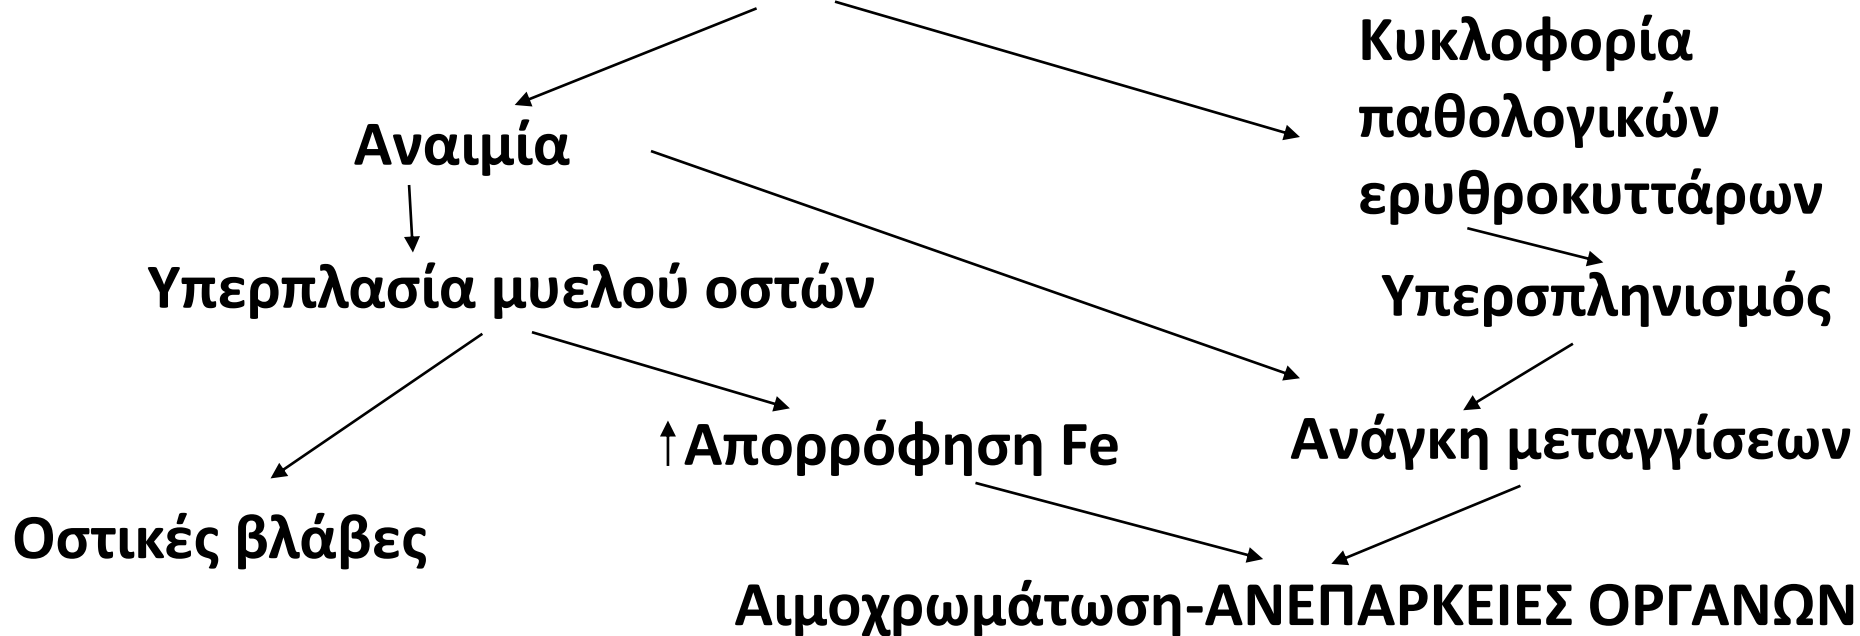 Κυκλοφορία
παθολογικών
ερυθροκυττάρων
Αναιμία
Υπερπλασία μυελού οστών
Υπερσπληνισμός
Απορρόφηση Fe
Ανάγκη μεταγγίσεων
Οστικές βλάβες
Αιμοχρωμάτωση-ΑΝΕΠΑΡΚΕΙΕΣ ΟΡΓΑΝΩΝ